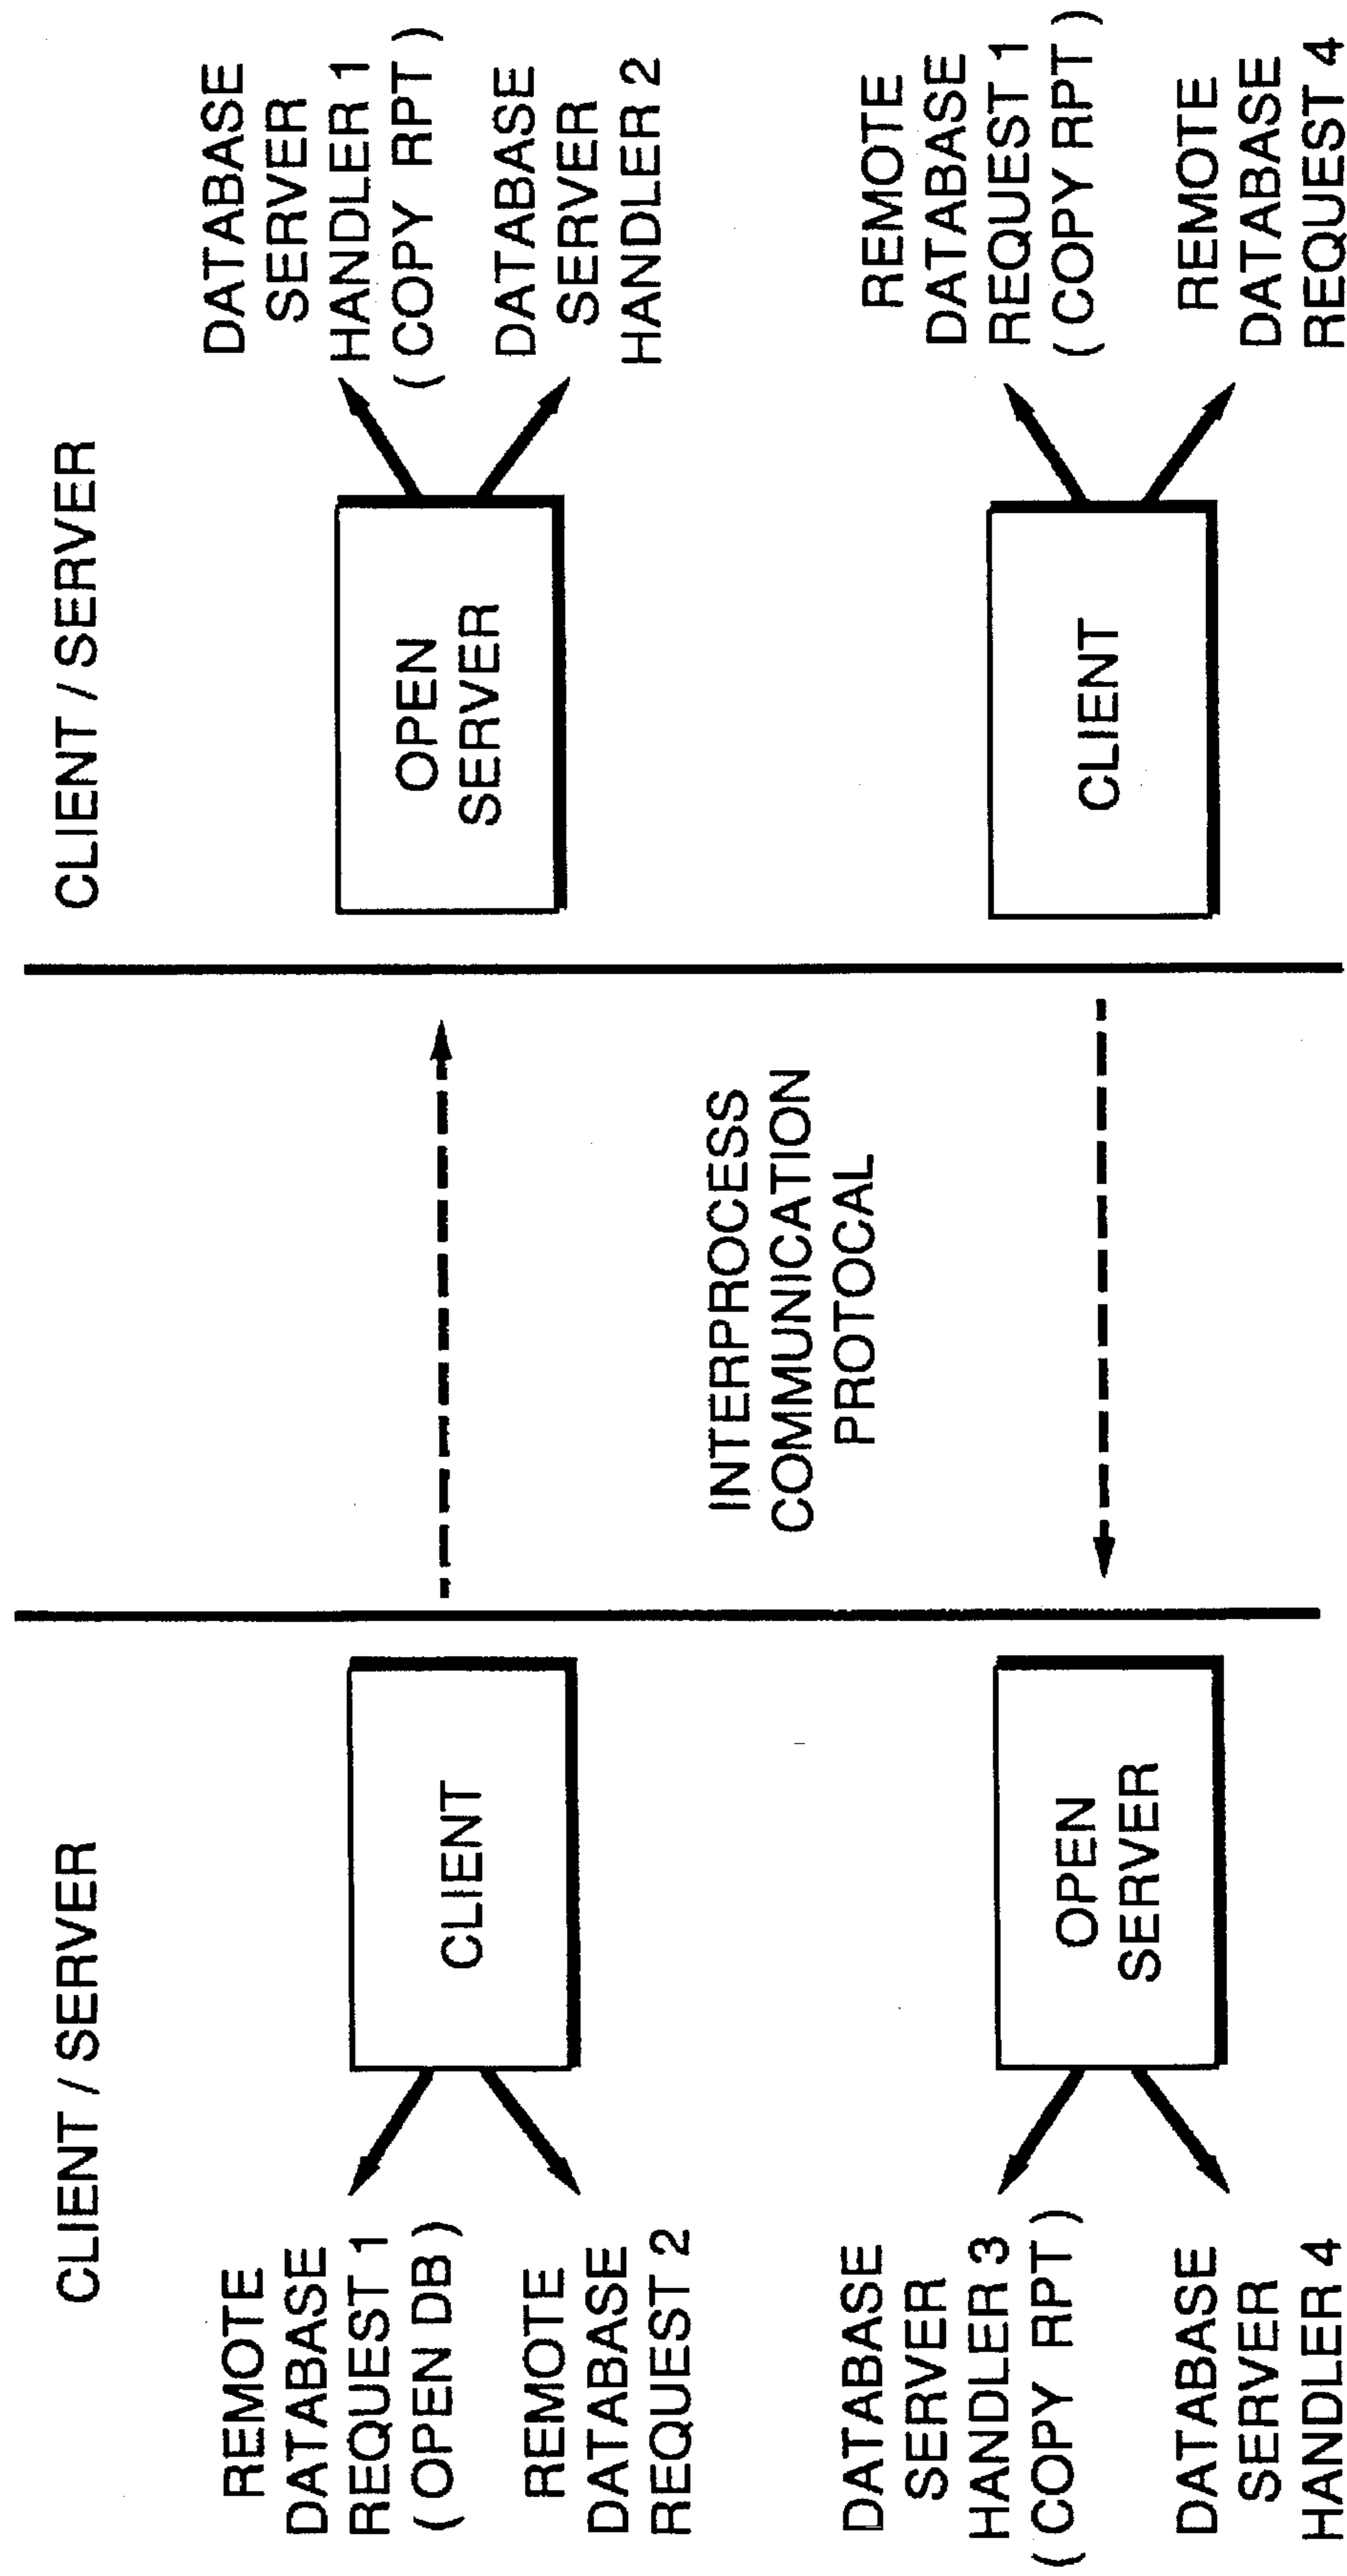 CLIENT / SERVER
REMOTE
DATABASE
REQUEST 1
( OPEN DB )
REMOTE
DATABASE
REQUEST 2
CLIENT
DATABASE
SERVER
HANDLER 3
( COPY RPT )
DATABASE
SERVER
HANDLER 4
OPEN
SERVER
INTERPROCESS
COMMUNICATION
PROTOCAL
CLIENT / SERVER
OPEN
SERVER
DATABASE
SERVER
HANDLER 1
( COPY RPT )
DATABASE
SERVER
HANDLER 2
CLIENT
REMOTE
DATABASE
REQUEST 1
( COPY RPT )
REMOTE
DATABASE
REQUEST 4